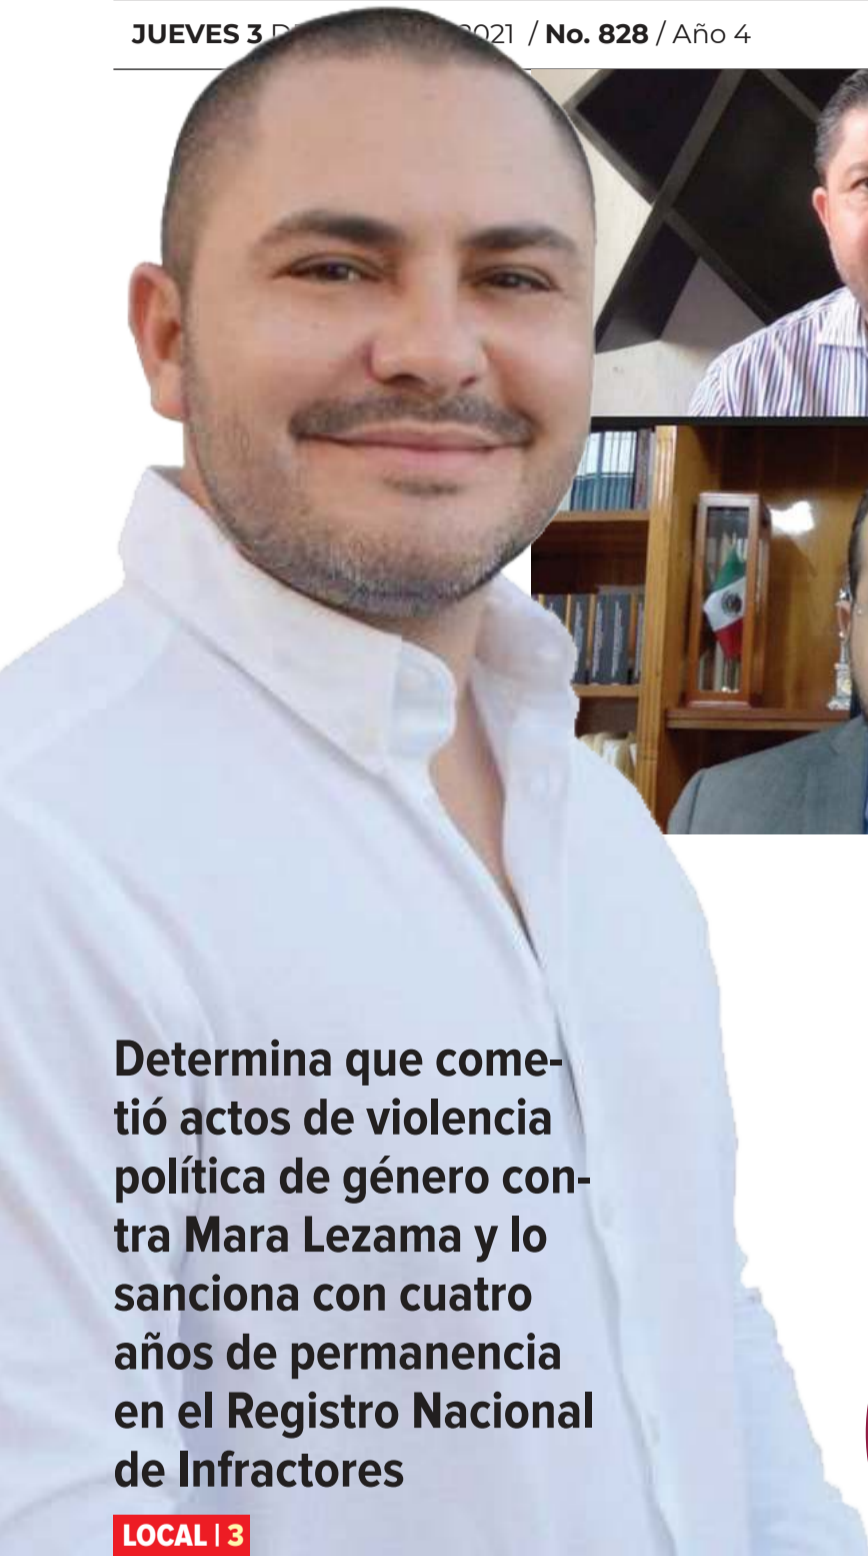 JUEVES 3 2021 / No. 828 / Año 4
Determina que come-
tió actos de violencia
política de género con-
tra Mara Lezama y lo
sanciona con cuatro
años de permanencia
en el Registro Nacional
de Infractores
LOCAL | 3